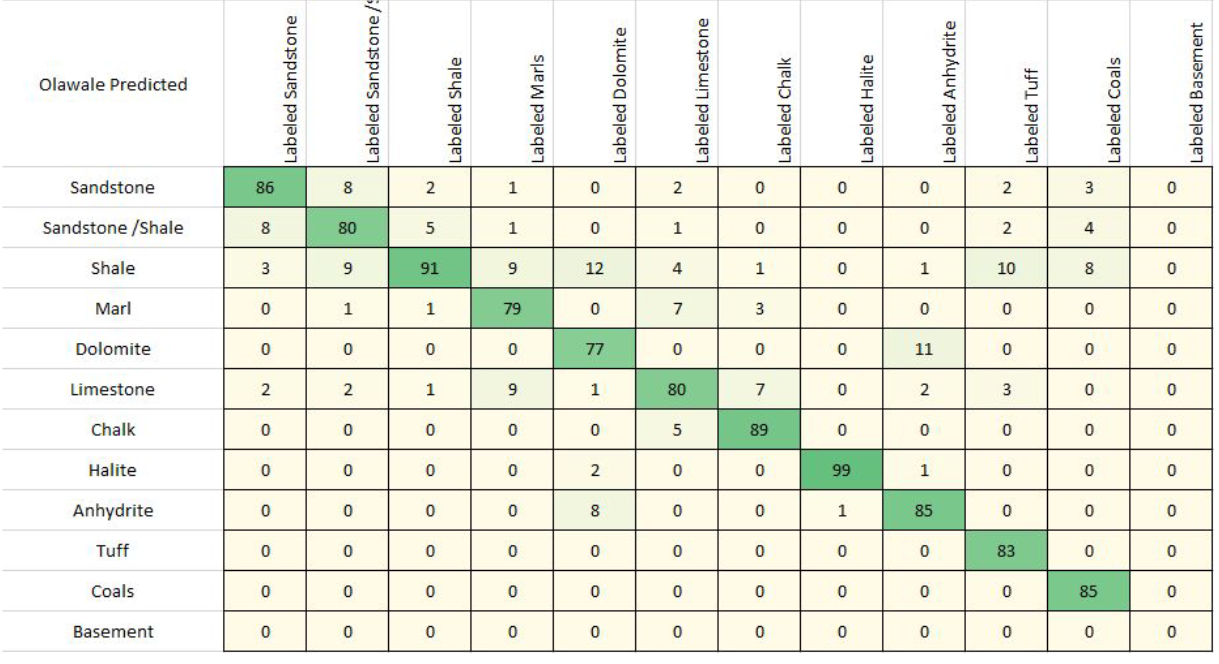 Olawale Predicted Labeled Sandstone Labeled Sandstone /S Labeled Shale Labeled Marls Labeled Dolomite Labeled Limestone Labeled Chalk Labeled Halite Labeled Anhydrite Labeled Tuff Labeled Coals Labeled Basement
Sandstone 86 8 2 1 0 2 0 0 0 2 3 0
Sandstone /Shale 8 80 5 1 0 1 0 0 0 2 4 0
Shale 3 9 91 9 12 4 1 0 1 10 8 0
Marl 0 1 1 79 0 7 3 0 0 0 0 0
Dolomite 0 0 0 0 77 0 0 0 11 0 0 0
Limestone 2 2 1 9 1 80 7 0 2 3 0 0
Chalk 0 0 0 0 0 5 89 0 0 0 0 0
Halite 0 0 0 0 2 0 0 99 1 0 0 0
Anhydrite 0 0 0 0 8 0 0 1 85 0 0 0
Tuff 0 0 0 0 0 0 0 0 0 83 0 0
Coals 0 0 0 0 0 0 0 0 0 0 85 0
Basement 0 0 0 0 0 0 0 0 0 0 0 0